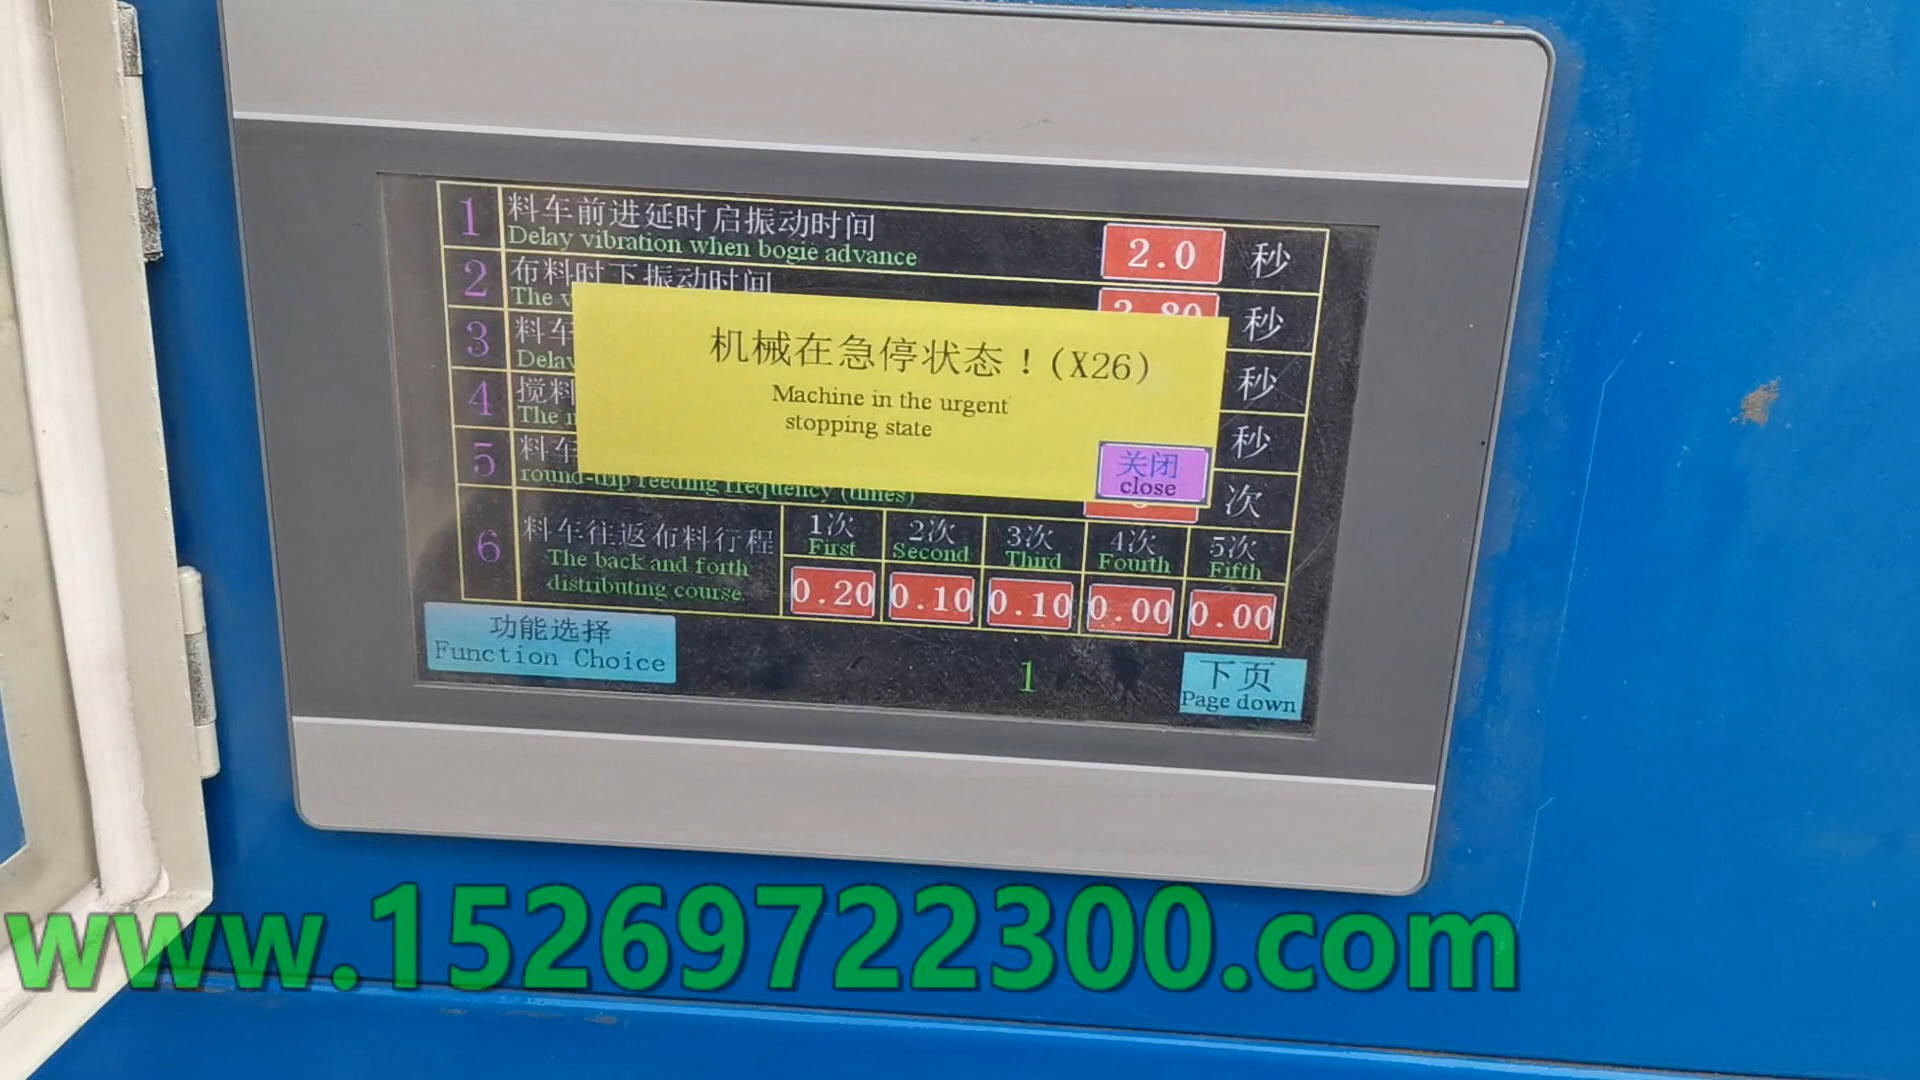 1
料车前进延时启振动时间
Delay vibration when bogie advance
2.0
秒
2
布料时下振动时间
The
秒
3
料车
Delay
秒
4
搅料
The
秒
5
料车
round-trip feeding frequency (times)
次
机械在急停状态！(X26)
Machine in the urgent
stopping state
关闭
close
6
料车往返布料行程
The back and forth
distributing course
1次 2次 3次 4次 5次
First Second Third Fourth Fifth
0.20 0.10 0.10 0.00 0.00
功能选择
Function Choice
1
下页
Page down
www.15269722300.com